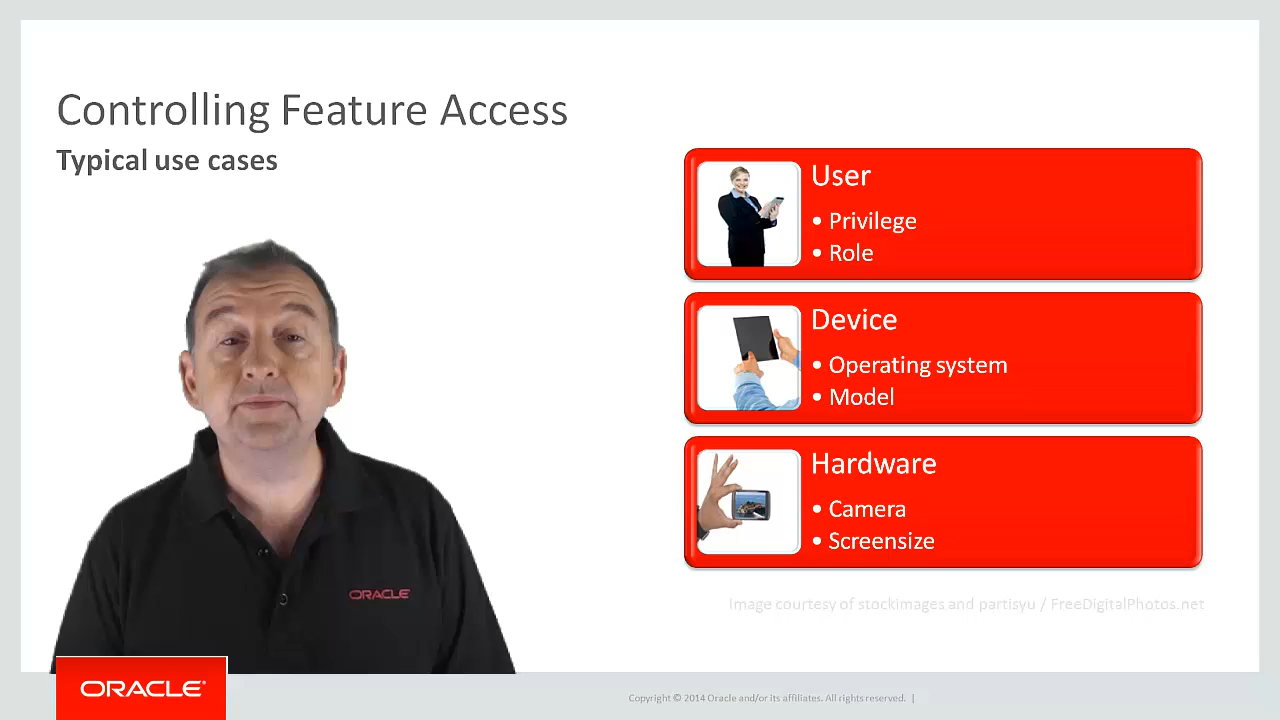 Controlling Feature Access
Typical use cases
User
• Privilege
• Role
Device
• Operating system
• Model
Hardware
• Camera
• Screensize
ORACLE
Image courtesy of stockimages and partisyu / FreeDigitalPhotos.net
ORACLE®
Copyright © 2014 Oracle and/or its affiliates. All rights reserved. |